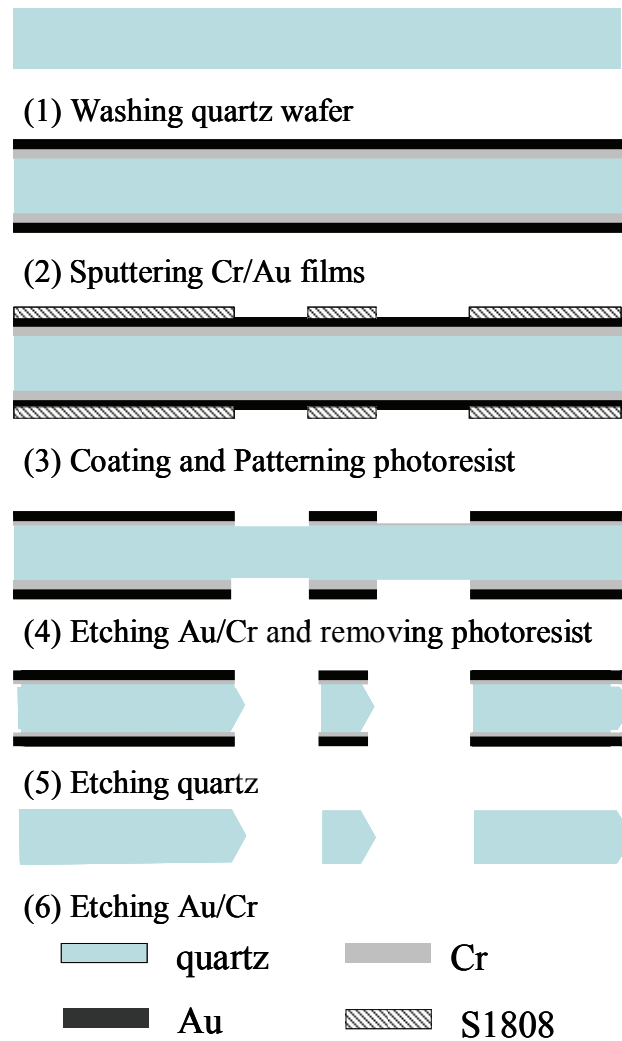 (1) Washing quartz wafer
(2) Sputtering Cr/Au films
(3) Coating and Patterning photoresist
(4) Etching Au/Cr and removing photoresist
(5) Etching quartz
(6) Etching Au/Cr
quartz Cr
Au S1808